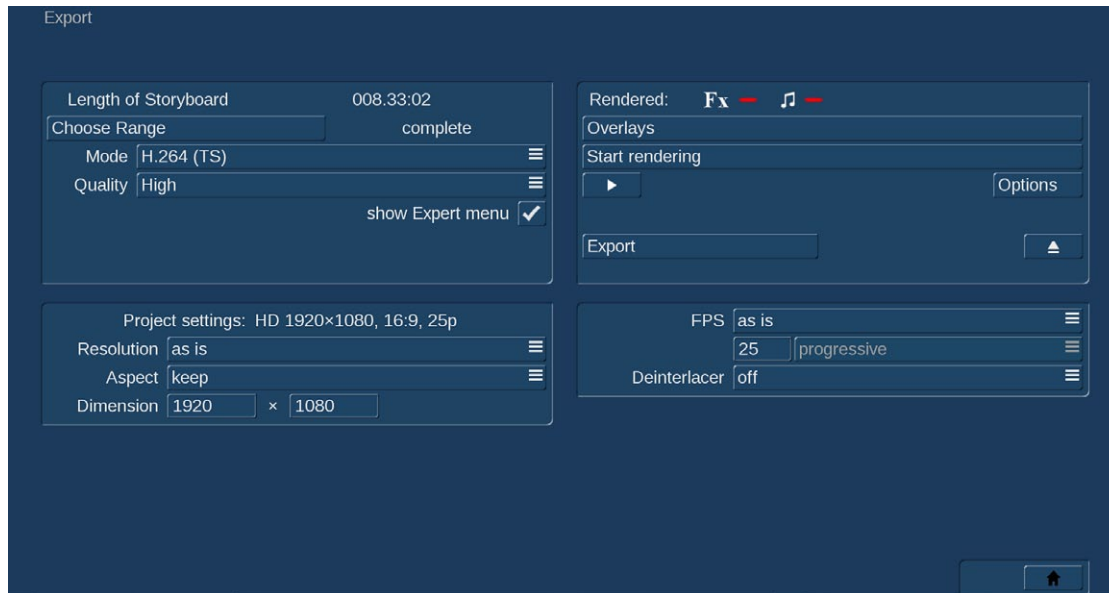 Export
Length of Storyboard 008.33:02
Choose Range complete
Mode H.264 (TS)
Quality High
show Expert menu
Rendered: Fx
Overlays
Start rendering
Options
Export
Project settings: HD 1920×1080, 16:9, 25p
Resolution as is
Aspect keep
Dimension 1920 × 1080
FPS as is
25 progressive
Deinterlacer off